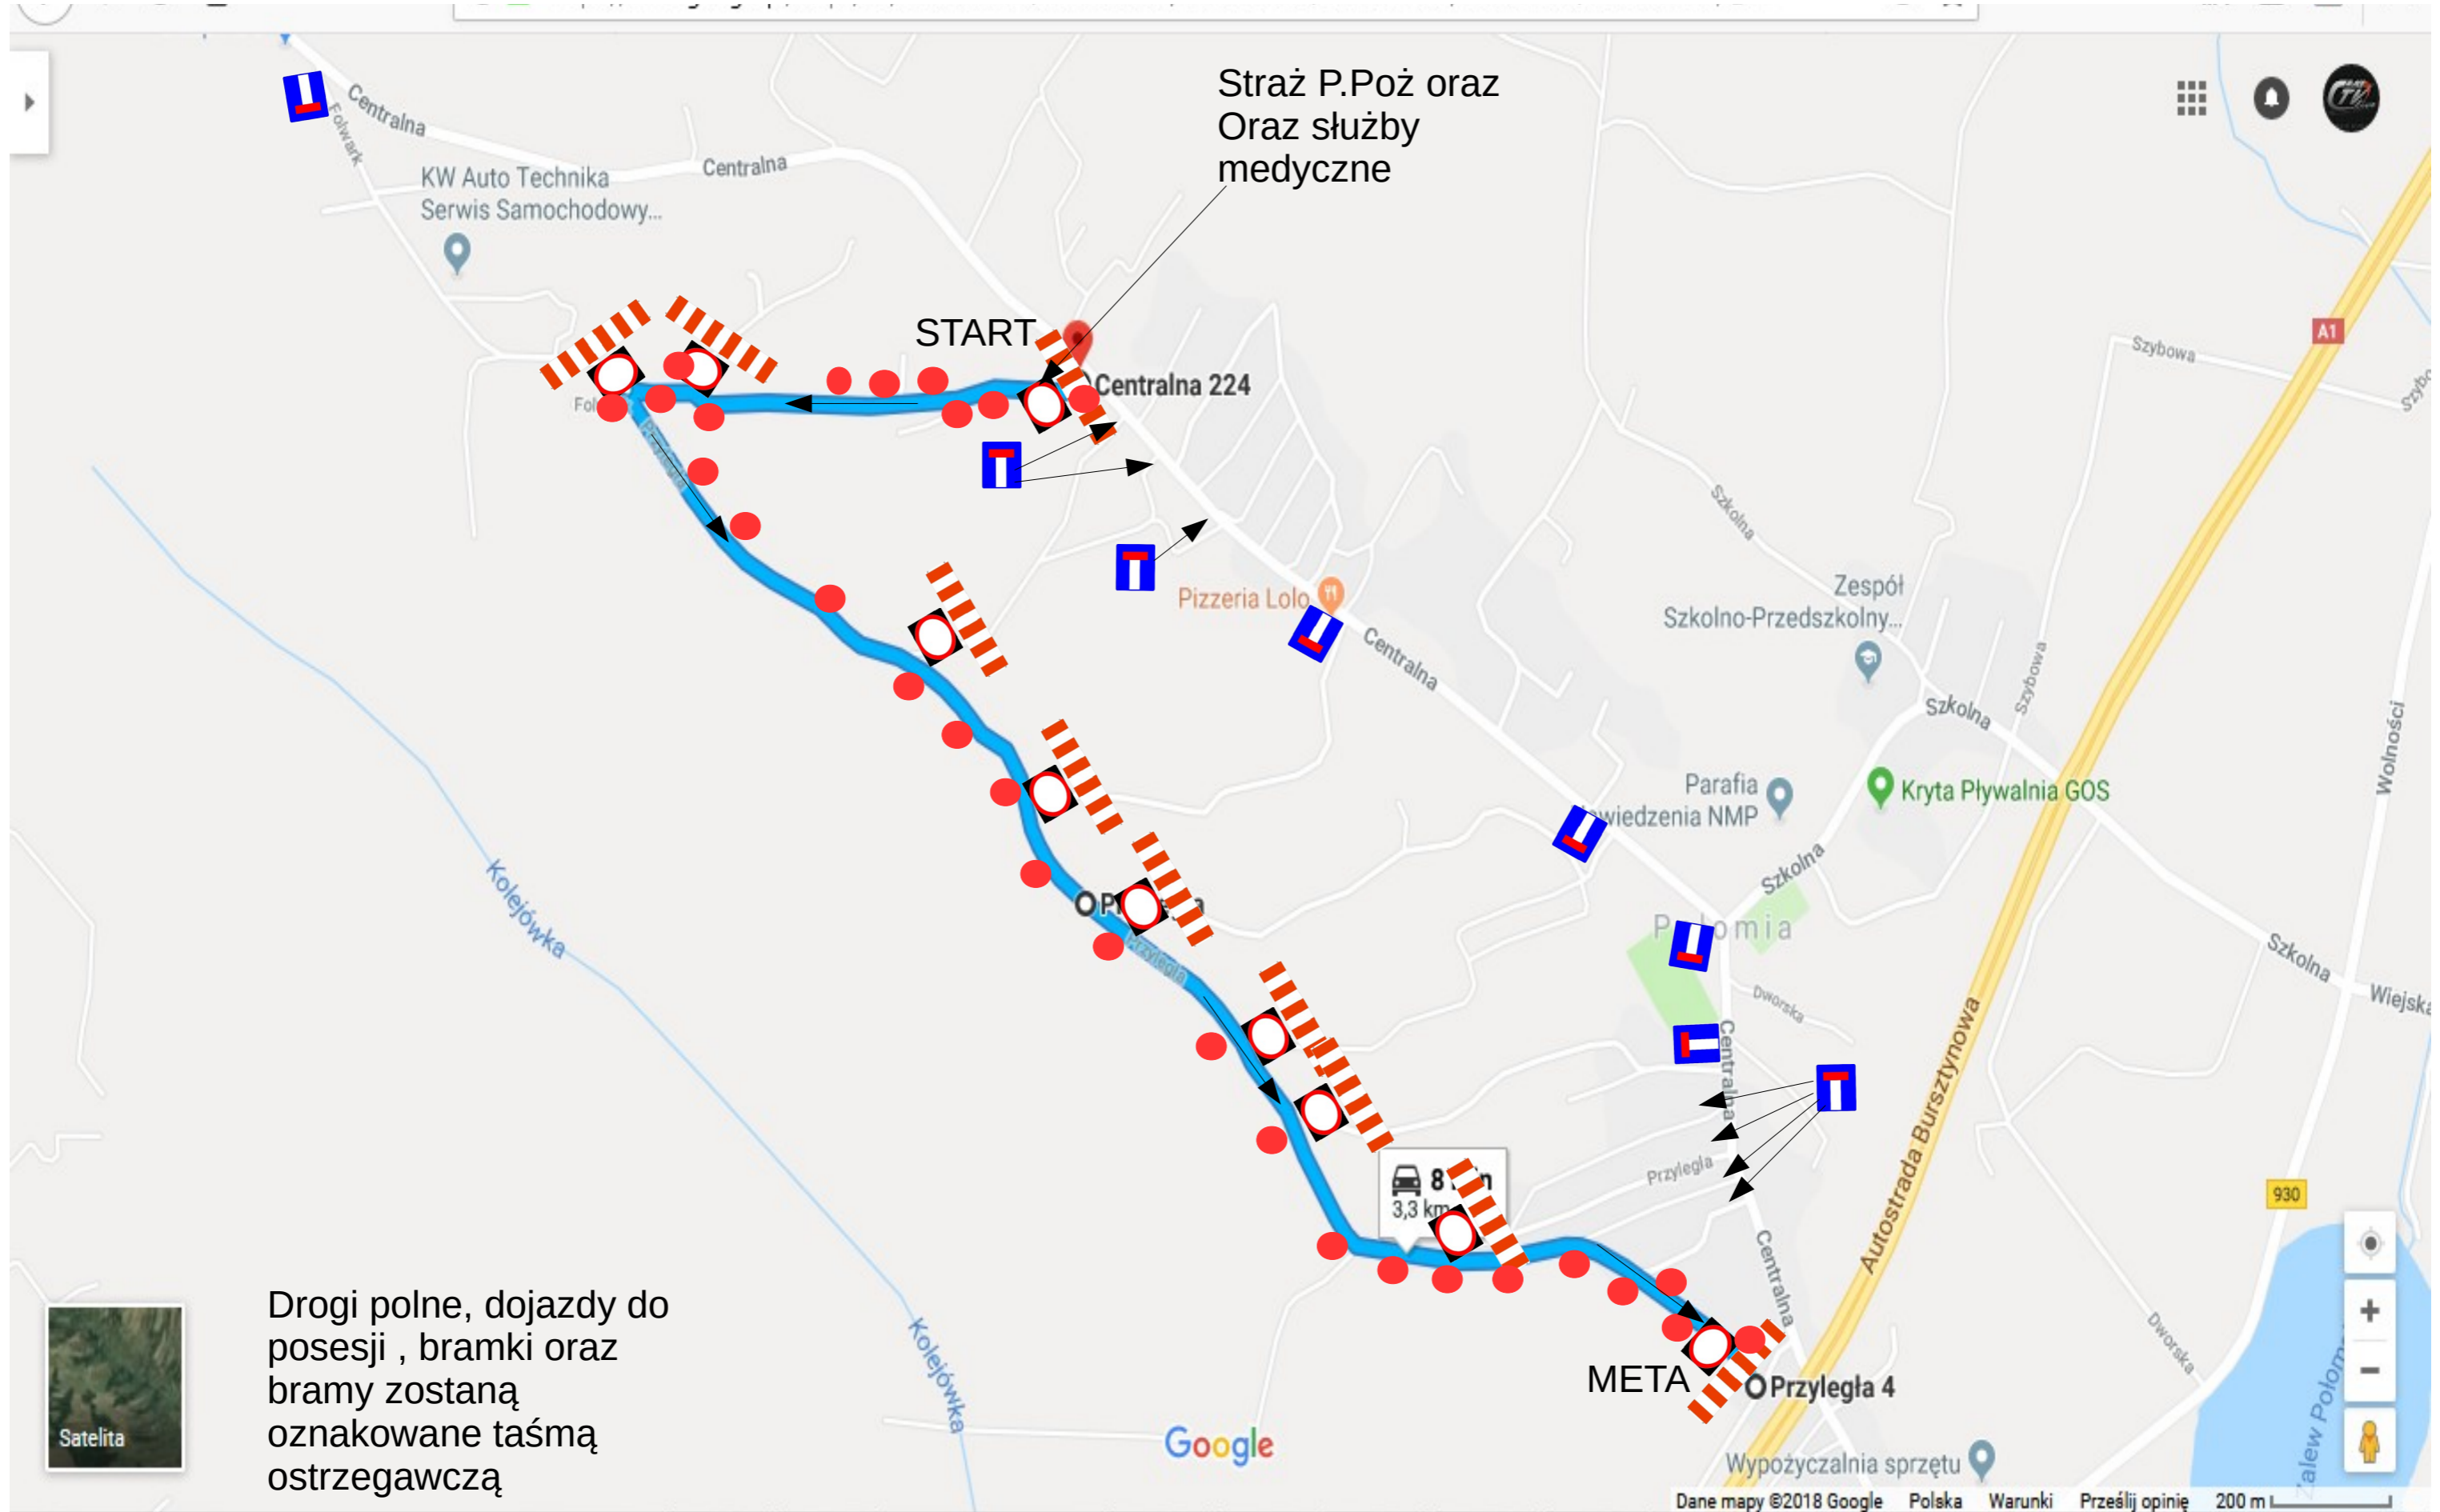 Straż P.Poż oraz
Oraz służby
medyczne
Centralna
Folwark
Centralna
KW Auto Technika
Serwis Samochodowy...
START
Centralna 224
A1
Szybowa
Pizzeria Lolo
Centralna
Szkolna
Zespół
Szkolno-Przedszkolny...
Szybowa
Szkolna
Wolności
Parafia
Kryta Pływalnia GOS
Szkolna
Kolejówka
Przyległa
Dworska
Szkolna
Wiejska
Centralna
Autostrada Bursztynowa
Przyległa
3,3 km
930
Centralna
Dworska
Kolejówka
META
Przyległa 4
Drogi polne, dojazdy do
posesji , bramki oraz
bramy zostaną
oznakowane taśmą
ostrzegawczą
Satelita
Google
Wypożyczalnia sprzętu
Dane mapy ©2018 Google Polska Warunki Prześlij opinię 200 m